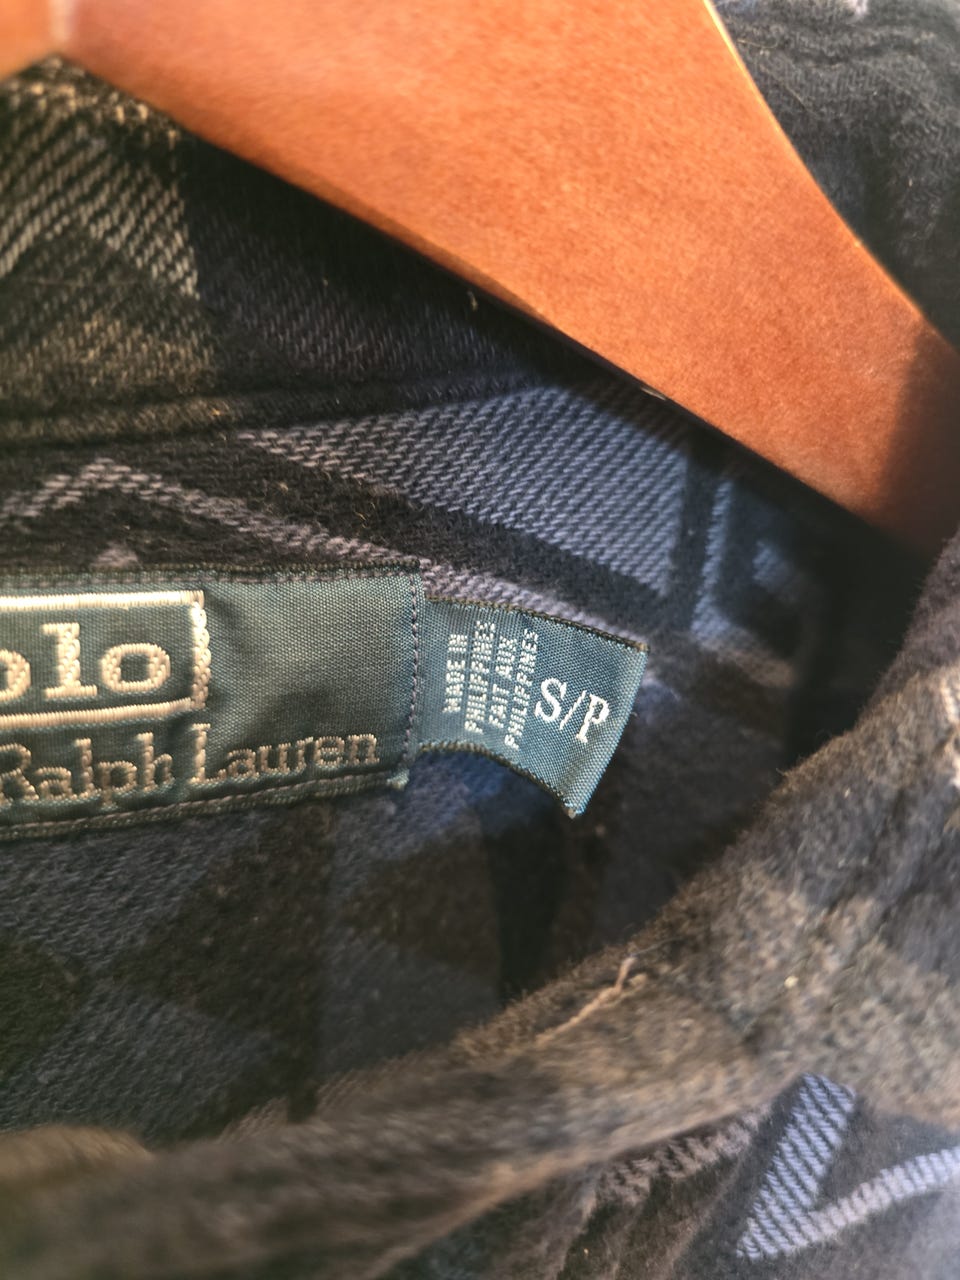 olo
Ralph Lauren
MADE IN
PHILIPPINES
FAIT AUX
PHILIPPINES
S/P